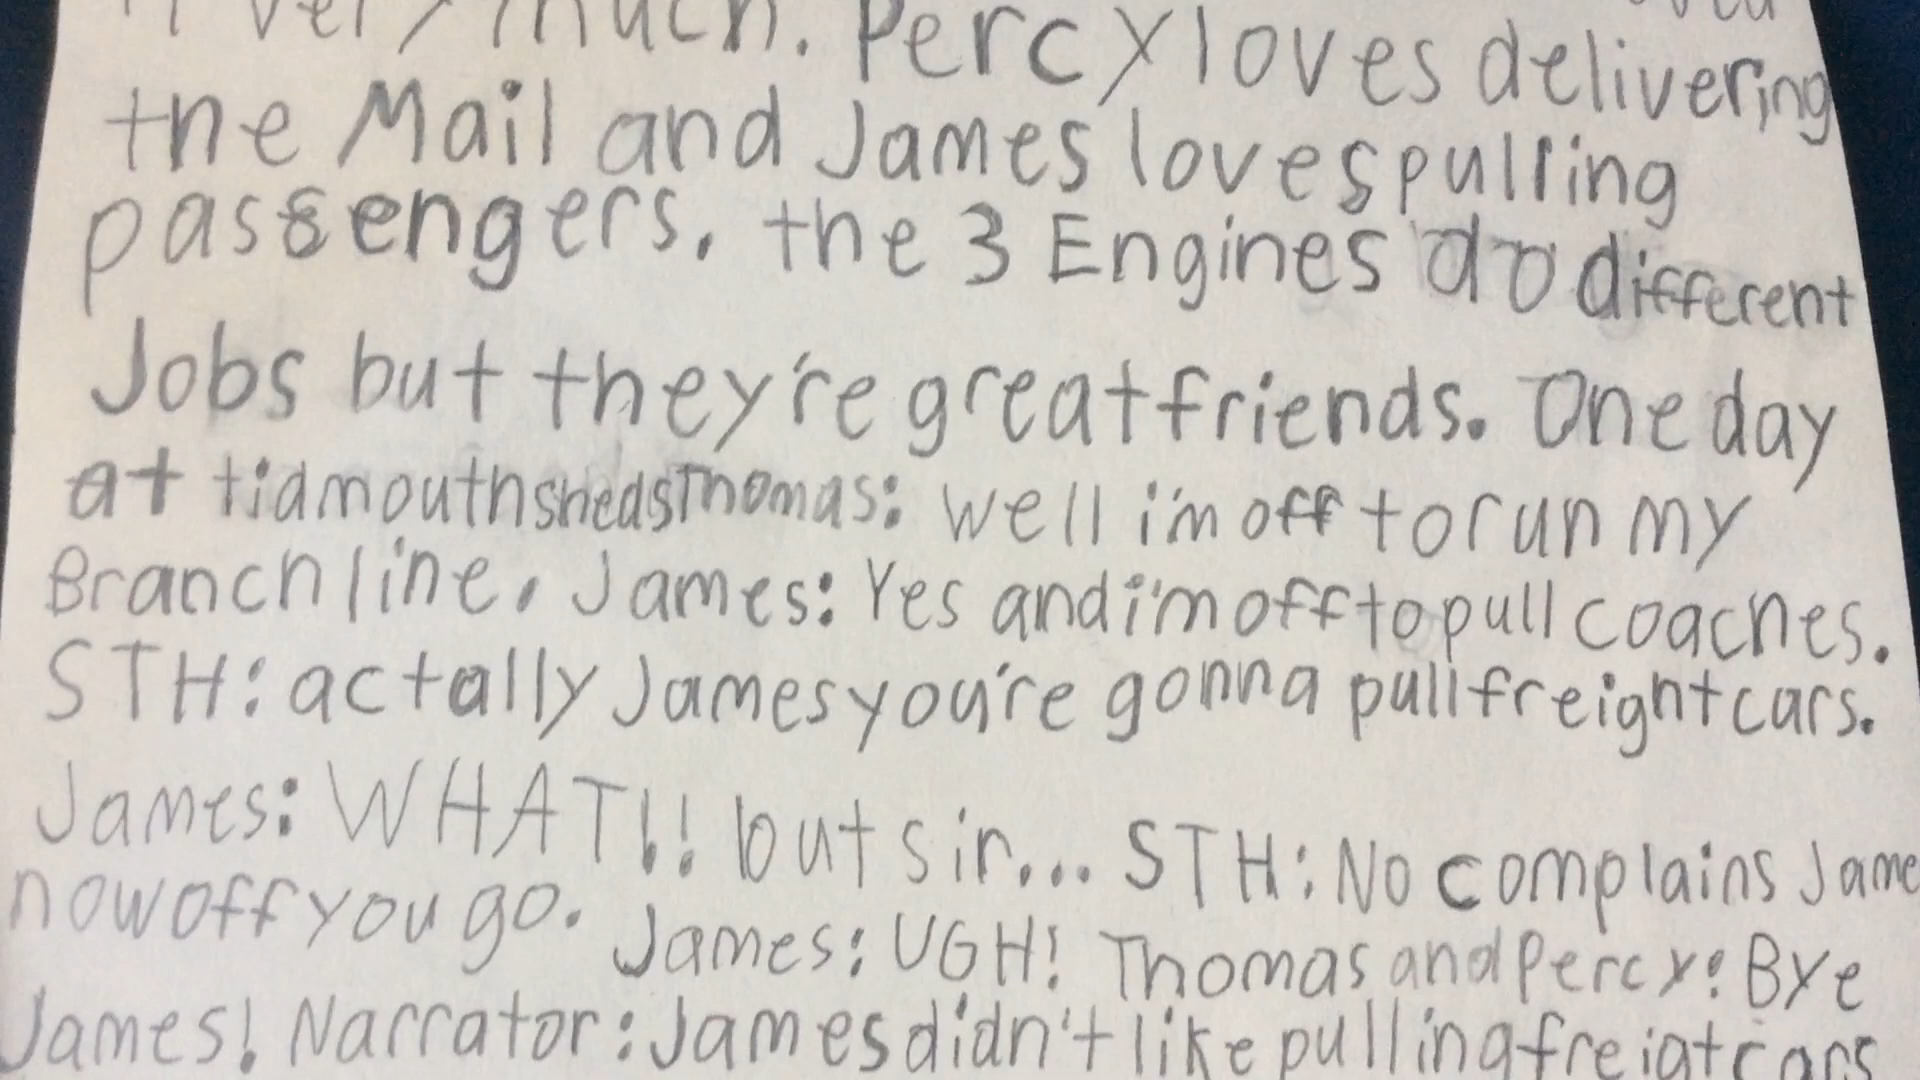 very much. Percy loves delivering
the Mail and James loves pulling
passengers. the 3 Engines do different
Jobs but they're great friends. One day
at tidmouth sheds Thomas: Well i'm off to run my
Branch line. James: Yes and i'm off to pull coaches.
STH: actally James you're gonna pull freight cars.
James: WHAT!! but sir... STH: No complains Jame
now off you go. James: UGH! Thomas and Percy: Bye
James! Narrator: James didn't like pulling freigt cars